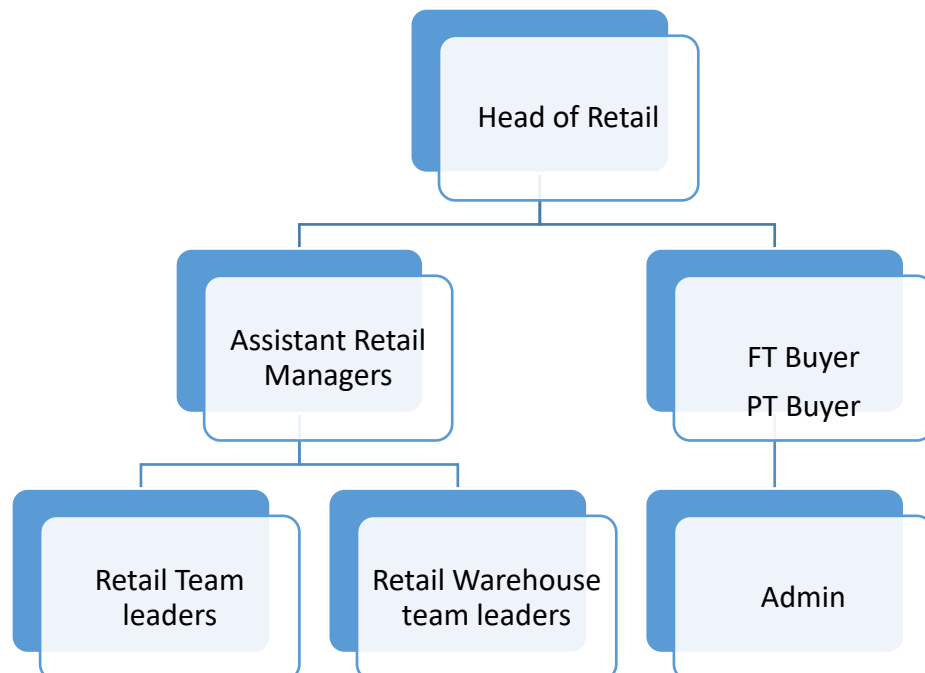 Head of Retail
Assistant Retail
Managers
FT Buyer
PT Buyer
Retail Team
leaders
Retail Warehouse
team leaders
Admin